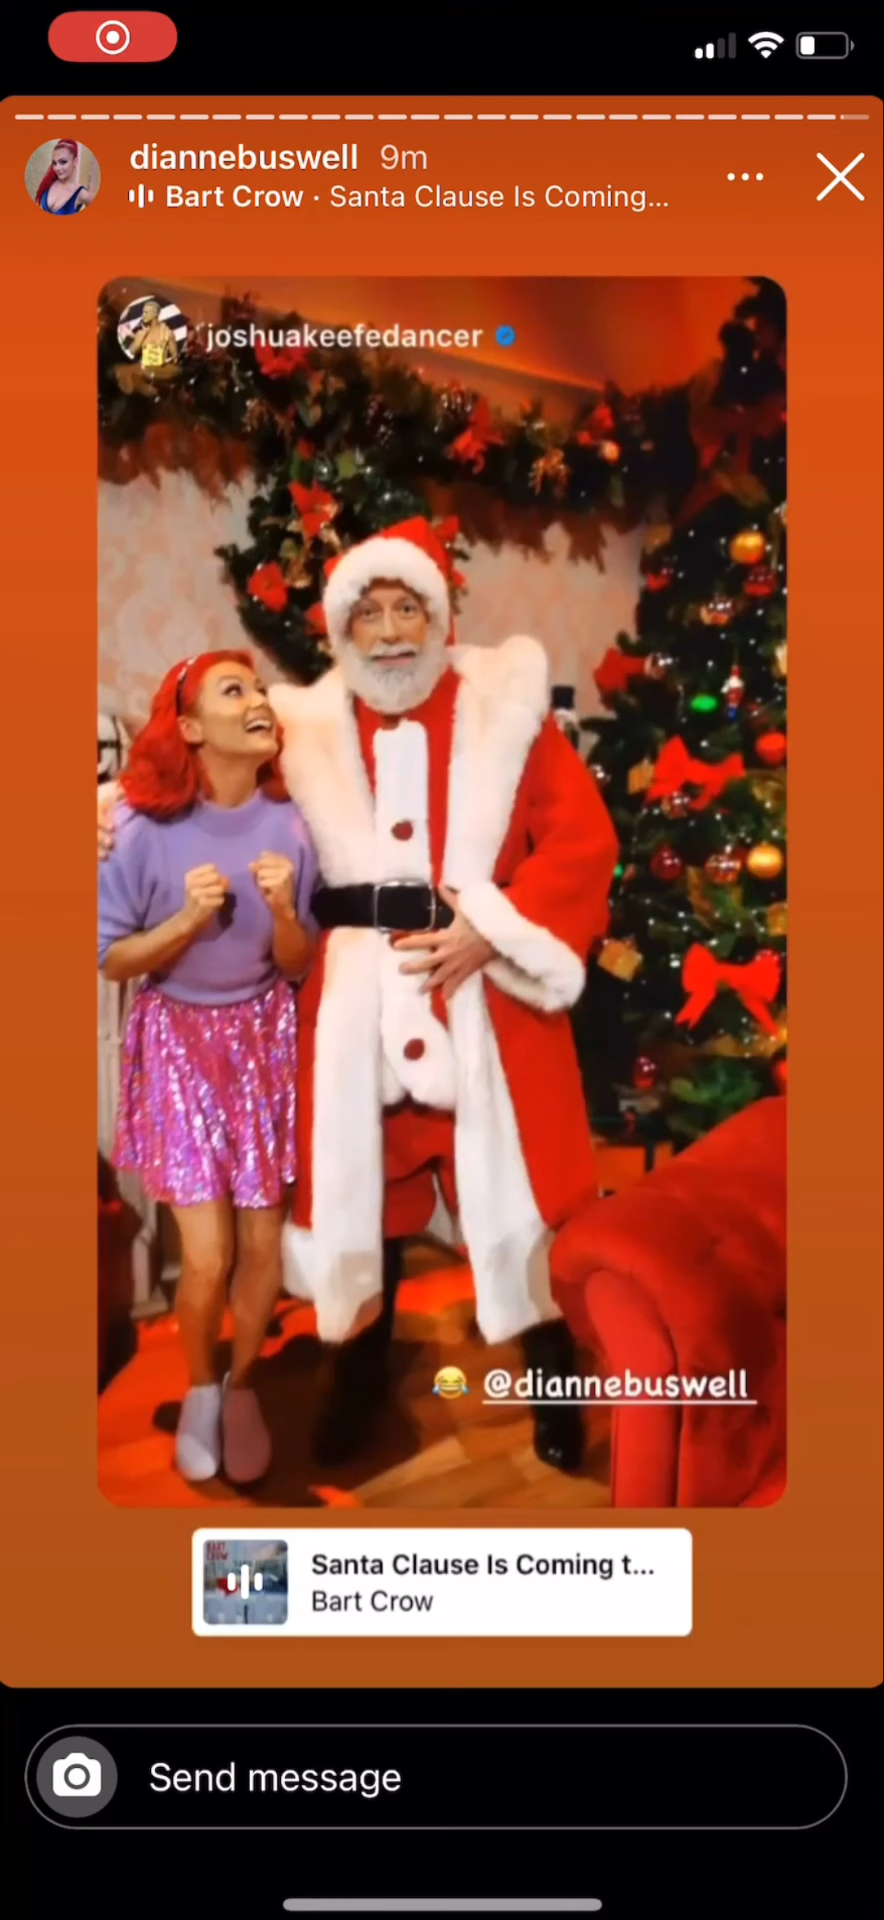 diannebuswell 9m
Bart Crow · Santa Clause Is Coming...
joshuakeefedancer
@diannebuswell
Santa Clause Is Coming t...
Bart Crow
Send message